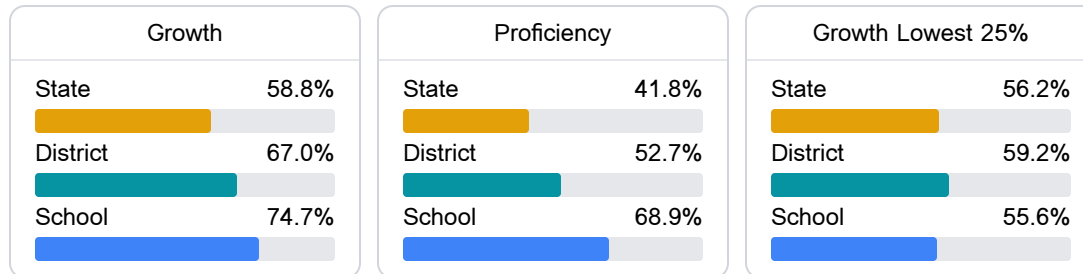 Growth
State 58.8%
District 67.0%
School 74.7%
Proficiency
State 41.8%
District 52.7%
School 68.9%
Growth Lowest 25%
State 56.2%
District 59.2%
School 55.6%